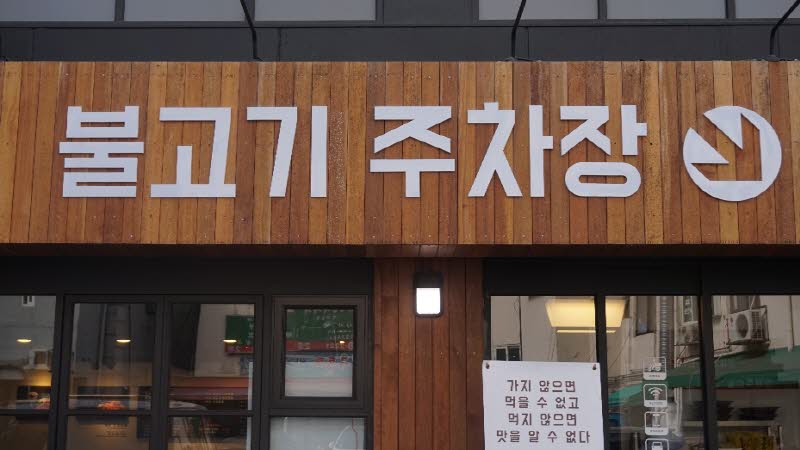 불고기 주차장
가지 않으면
먹을 수 없고
먹지 않으면
맛을 알 수 없다